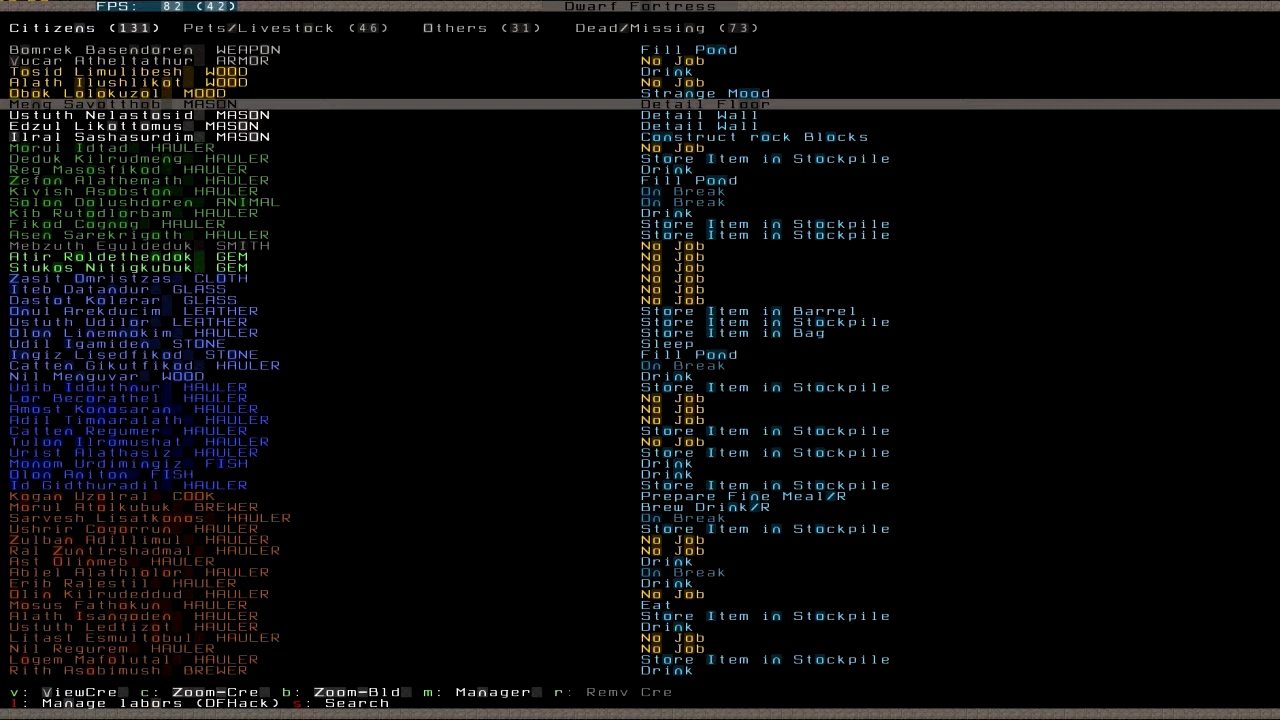 FPS: 82 (42) Dwarf Fortress
Citizens (131) Pets/Livestock (46) Others (31) Dead/Missing (73)
Bomrek Basendoren WEAPON Fill Pond
Vucar Atheltathur ARMOR No Job
Tosid Limulibesh WOOD Drink
Alath Ilushlikot WOOD No Job
Obok Lolokuzol MOOD Strange Mood
Meng Savotthob MASON Detail Floor
Ustuth Nelastosid MASON Detail Wall
Edzul Likottomus MASON Detail Wall
Ilral Sashasurdim MASON Construct rock Blocks
Morul Idtad HAULER No Job
Deduk Kilrudmeng HAULER Store Item in Stockpile
Reg Masosfikod HAULER Drink
Zefon Alathemath HAULER Fill Pond
Kivish Asobston HAULER On Break
Solon Dolushdoren ANIMAL On Break
Kib Rutodlorbam HAULER Drink
Fikod Cognog HAULER Store Item in Stockpile
Asen Sarekrigoth HAULER Store Item in Stockpile
Mebzuth Eguldeduk SMITH No Job
Atir Roldethendok GEM No Job
Stukos Nitigkubuk GEM No Job
Zasit Omristzas CLOTH No Job
Iteb Datandur GLASS No Job
Dastot Kolerar GLASS No Job
Onul Arekducim LEATHER Store Item in Barrel
Ustuth Udilor LEATHER Store Item in Stockpile
Olon Linemnokim HAULER Store Item in Bag
Udil Igamiden STONE Sleep
Ingiz Lisedfikod STONE Fill Pond
Catten Gikutfikod HAULER On Break
Nil Menguvar WOOD Drink
Udib Idduthnur HAULER Store Item in Stockpile
Lor Becorathel HAULER No Job
Amost Konosaran HAULER No Job
Adil Timnaralath HAULER No Job
Catten Regumer HAULER Store Item in Stockpile
Tulon Ilromushat HAULER No Job
Urist Alathasiz HAULER Store Item in Stockpile
Monom Urdimingiz FISH Drink
Olon Aniton FISH Drink
Id Gidthuradil HAULER Store Item in Stockpile
Kogan Uzolral COOK Prepare Fine Meal/R
Morul Atolkubuk BREWER Brew Drink/R
Sarvesh Lisatkonos HAULER On Break
Ushrir Cogorrun HAULER Store Item in Stockpile
Zulban Adillimul HAULER No Job
Ral Zuntirshadmal HAULER No Job
Ast Olinmeb HAULER Drink
Ablel Alathlolor HAULER On Break
Erib Ralestil HAULER Drink
Olin Kilrudeddud HAULER No Job
Mosus Fathokun HAULER Eat
Alath Isangoden HAULER Store Item in Stockpile
Ustuth Ledtizot HAULER Drink
Litast Esmultobul HAULER No Job
Nil Regurem HAULER No Job
Logem Mafolutal HAULER Store Item in Stockpile
Rith Asobimush BREWER Drink
v: ViewCre c: Zoom-Cre b: Zoom-Bld m: Manager r: Remv Cre
l: Manage labors (DFHack) s: Search